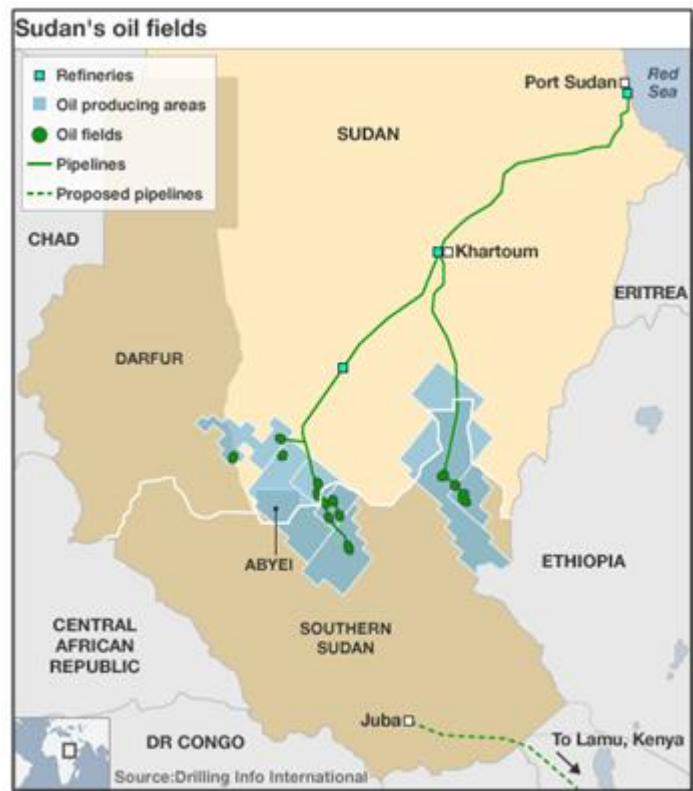 Sudan's oil fields
Refineries
Oil producing areas
Oil fields
Pipelines
Proposed pipelines
Port Sudan
Red
Sea
SUDAN
CHAD
Khartoum
ERITREA
DARFUR
ABYEI
ETHIOPIA
CENTRAL
AFRICAN
REPUBLIC
SOUTHERN
SUDAN
Juba
DR CONGO
To Lamu, Kenya
Source:Drilling Info International